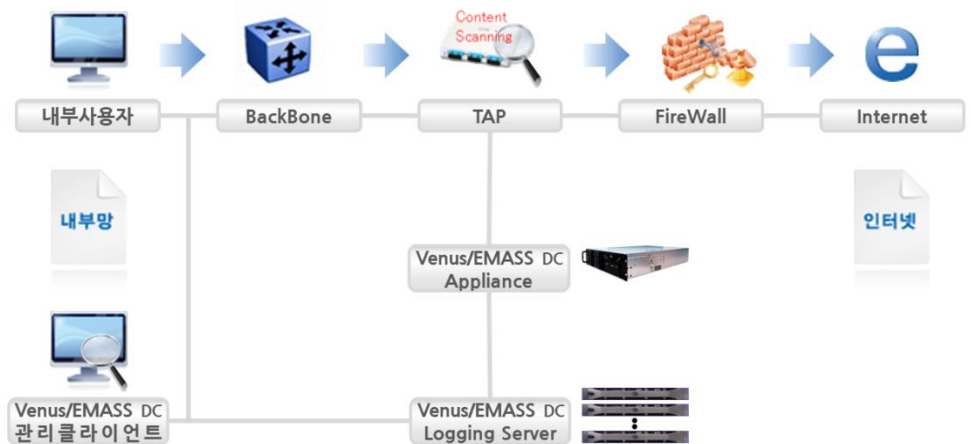 Content
Scanning
내부사용자
BackBone
TAP
FireWall
Internet
내부망
인터넷
Venus/EMASS DC
Appliance
Venus/EMASS DC
관리클라이언트
Venus/EMASS DC
Logging Server